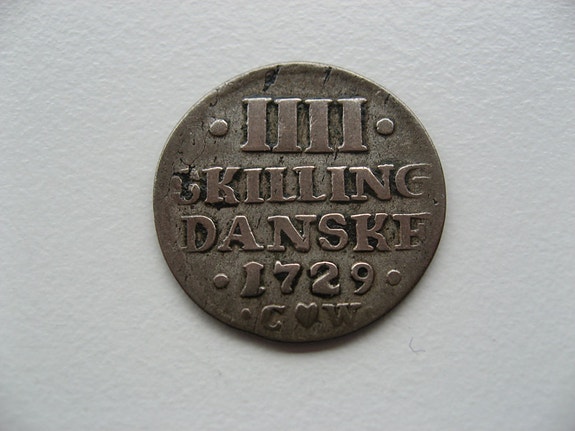 · IIII ·
SKILLING
DANSKE
· 1729 ·
· C ♥ W